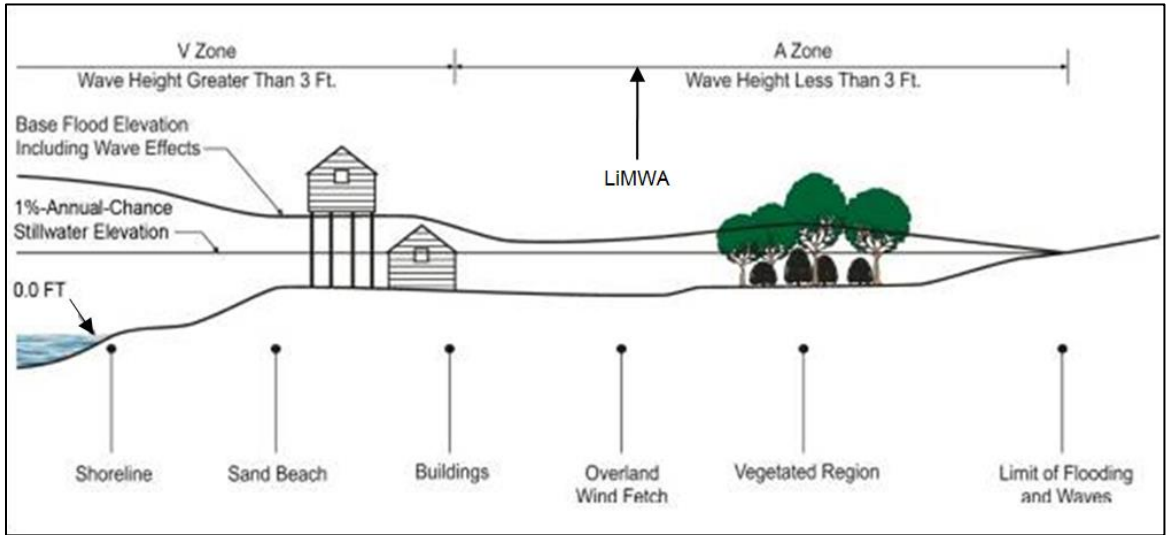 V Zone
Wave Height Greater Than 3 Ft.
A Zone
Wave Height Less Than 3 Ft.
LiMWA
Base Flood Elevation
Including Wave Effects
1%-Annual-Chance
Stillwater Elevation
0.0 FT
Shoreline
Sand Beach
Buildings
Overland
Wind Fetch
Vegetated Region
Limit of Flooding
and Waves